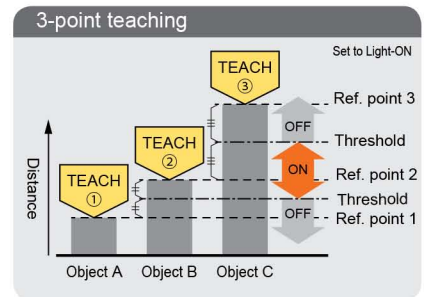 3-point teaching
Set to Light-ON
TEACH
③
Ref. point 3
OFF
TEACH
②
Threshold
ON
Ref. point 2
TEACH
①
Threshold
OFF
Ref. point 1
Distance
Object A
Object B
Object C